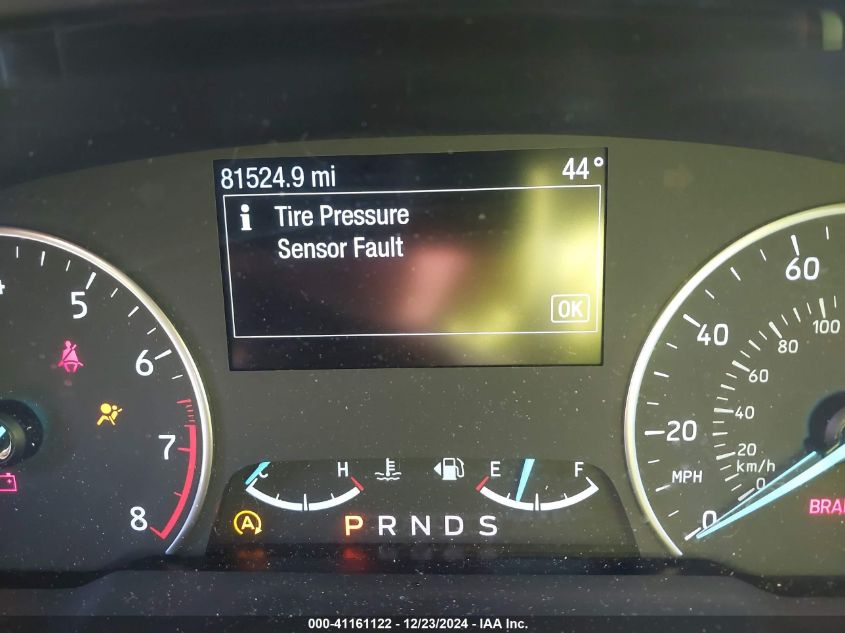 81524.9 mi
44°
i Tire Pressure
Sensor Fault
OK
5
6
7
8
60
40
20
0
MPH
100
80
60
40
20
km/h
0
C H
E F
A
P R N D S
000-41161122 - 12/23/2024 - IAA Inc.